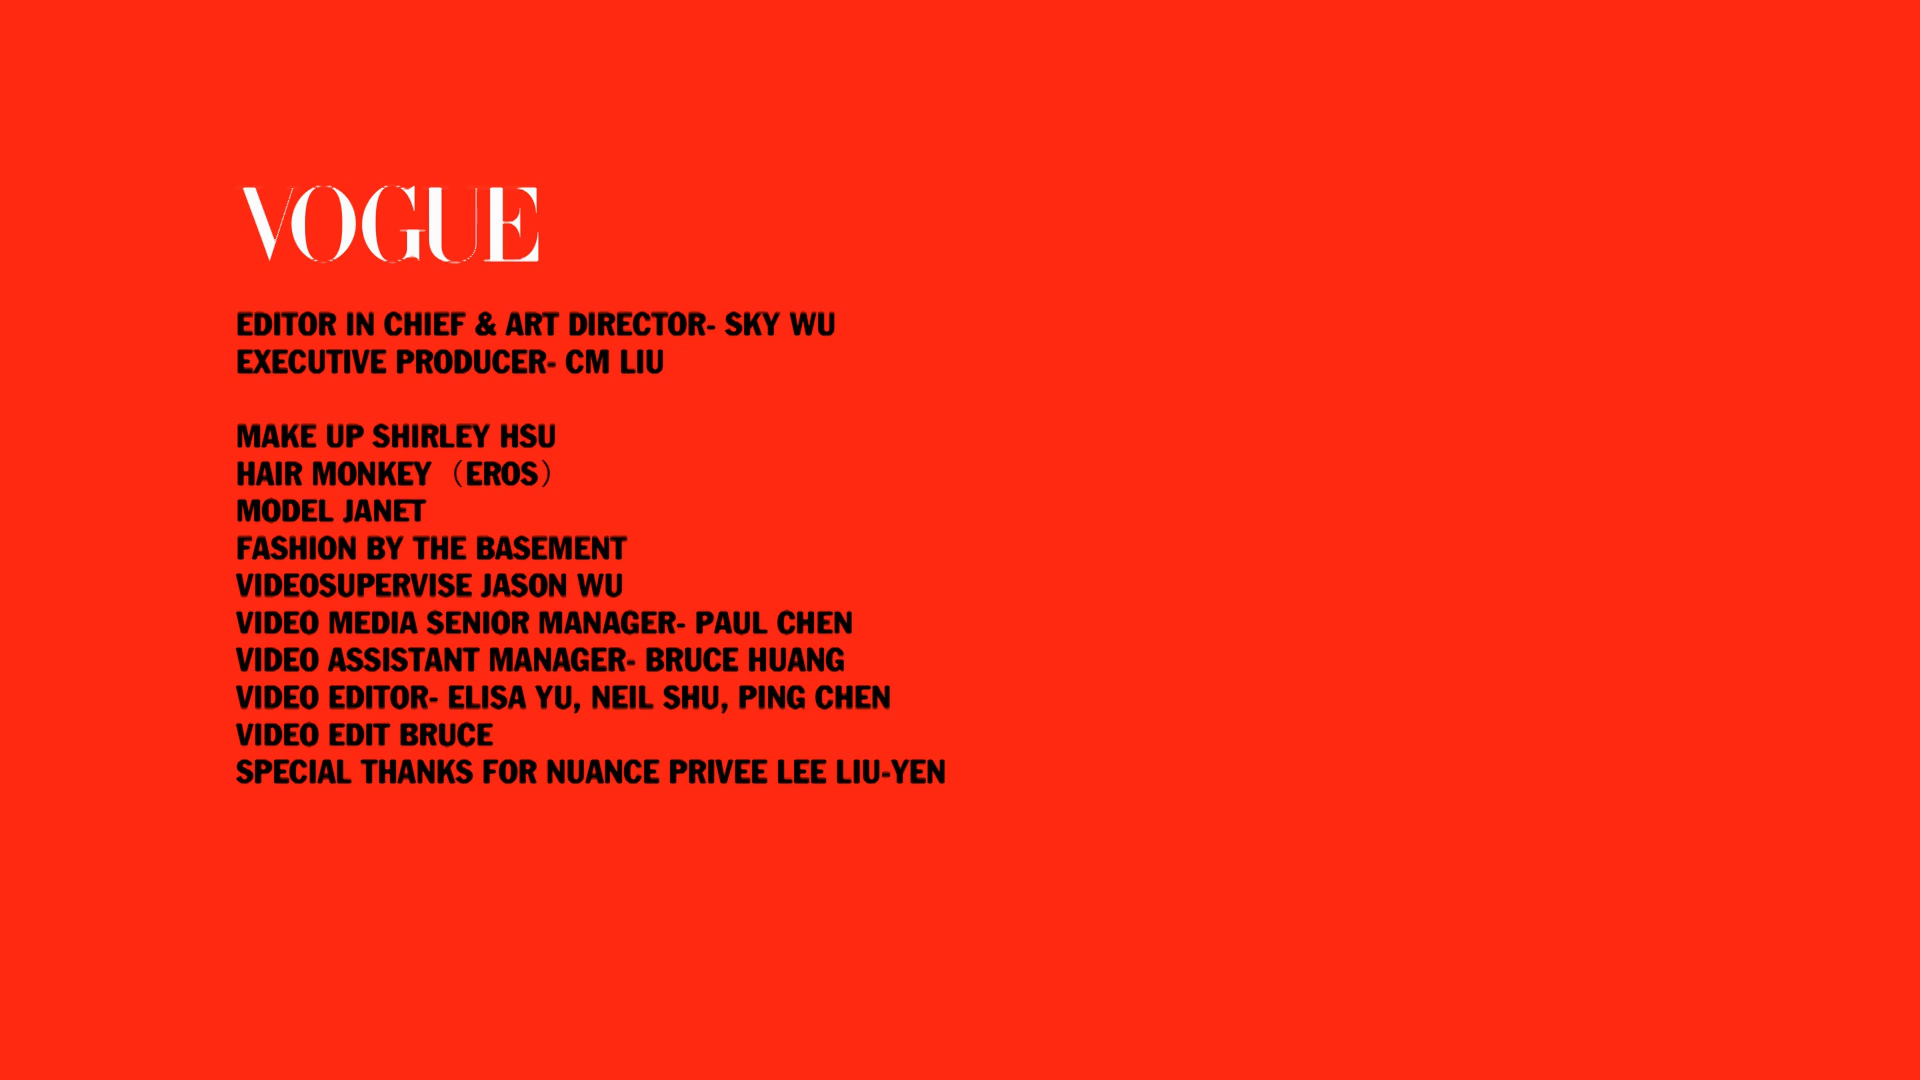 VOGUE
EDITOR IN CHIEF & ART DIRECTOR- SKY WU
EXECUTIVE PRODUCER- CM LIU
MAKE UP SHIRLEY HSU
HAIR MONKEY（EROS）
MODEL JANET
FASHION BY THE BASEMENT
VIDEOSUPERVISE JASON WU
VIDEO MEDIA SENIOR MANAGER- PAUL CHEN
VIDEO ASSISTANT MANAGER- BRUCE HUANG
VIDEO EDITOR- ELISA YU, NEIL SHU, PING CHEN
VIDEO EDIT BRUCE
SPECIAL THANKS FOR NUANCE PRIVEE LEE LIU-YEN